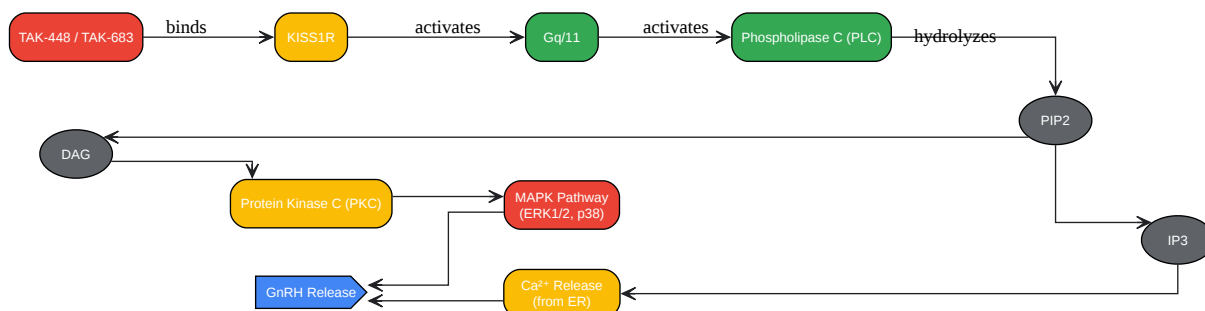 TAK-448 / TAK-683
binds
KISS1R
activates
Gq/11
activates
Phospholipase C (PLC)
hydrolyzes
PIP2
DAG
Protein Kinase C (PKC)
MAPK Pathway
(ERK1/2, p38)
IP3
GnRH Release
Ca²⁺ Release
(from ER)